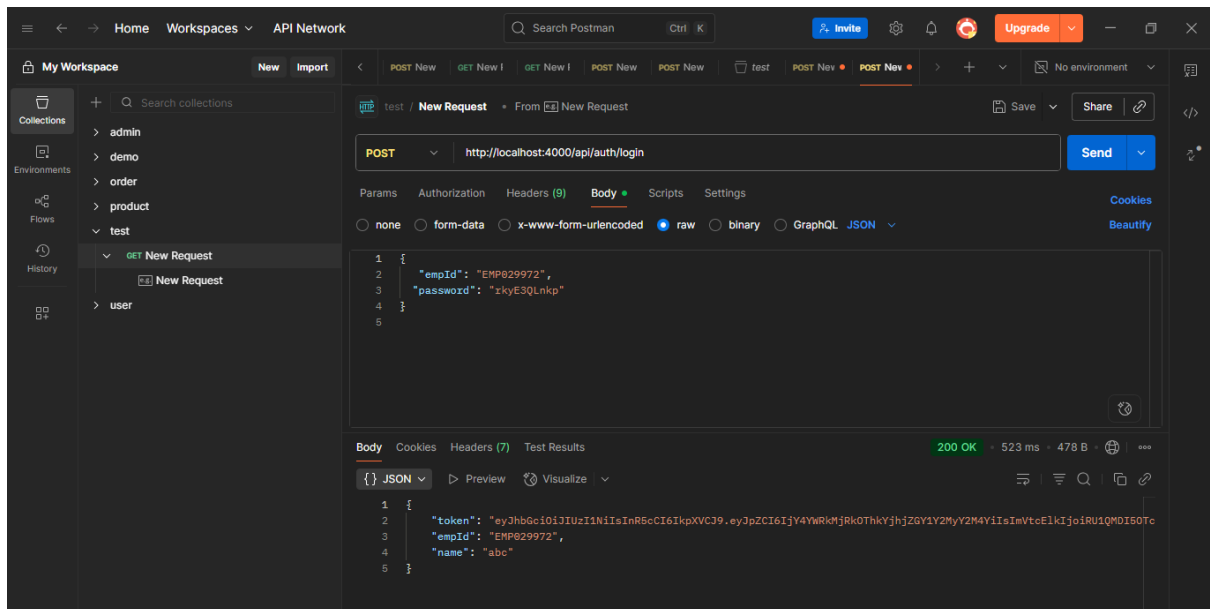 Home Workspaces API Network Search Postman Ctrl K Invite Upgrade
My Workspace New Import POST New GET New I GET New I POST New POST New test POST New POST New No environment
Collections
Environments
Flows
History
Search collections
admin
demo
order
product
test
GET New Request
e.g. New Request
user
HTTP test / New Request From e.g. New Request Save Share
POST http://localhost:4000/api/auth/login Send
Params Authorization Headers (9) Body Scripts Settings Cookies
none form-data x-www-form-urlencoded raw binary GraphQL JSON Beautify
1 {
2 "empId": "EMP029972",
3 "password": "rkyE3QLnkp"
4 }
5
Body Cookies Headers (7) Test Results 200 OK 523 ms 478 B
{} JSON Preview Visualize
1 {
2 "token": "eyJhbGciOiJIUzI1NiIsInR5cCI6IkpXVCJ9.eyJpZCI6IjY4YWRkMjRkOThkYjhjZGY1Y2MyY2M4YiIsImVtcElkIjoiRU1QMDI5OTc
3 "empId": "EMP029972",
4 "name": "abc"
5 }